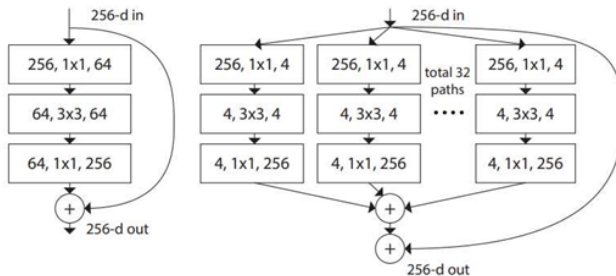 256-d in
256, 1x1, 64
64, 3x3, 64
64, 1x1, 256
+
256-d out
256-d in
256, 1x1, 4
256, 1x1, 4
total 32
paths
256, 1x1, 4
4, 3x3, 4
4, 3x3, 4
....
4, 3x3, 4
4, 1x1, 256
4, 1x1, 256
4, 1x1, 256
+
+
256-d out